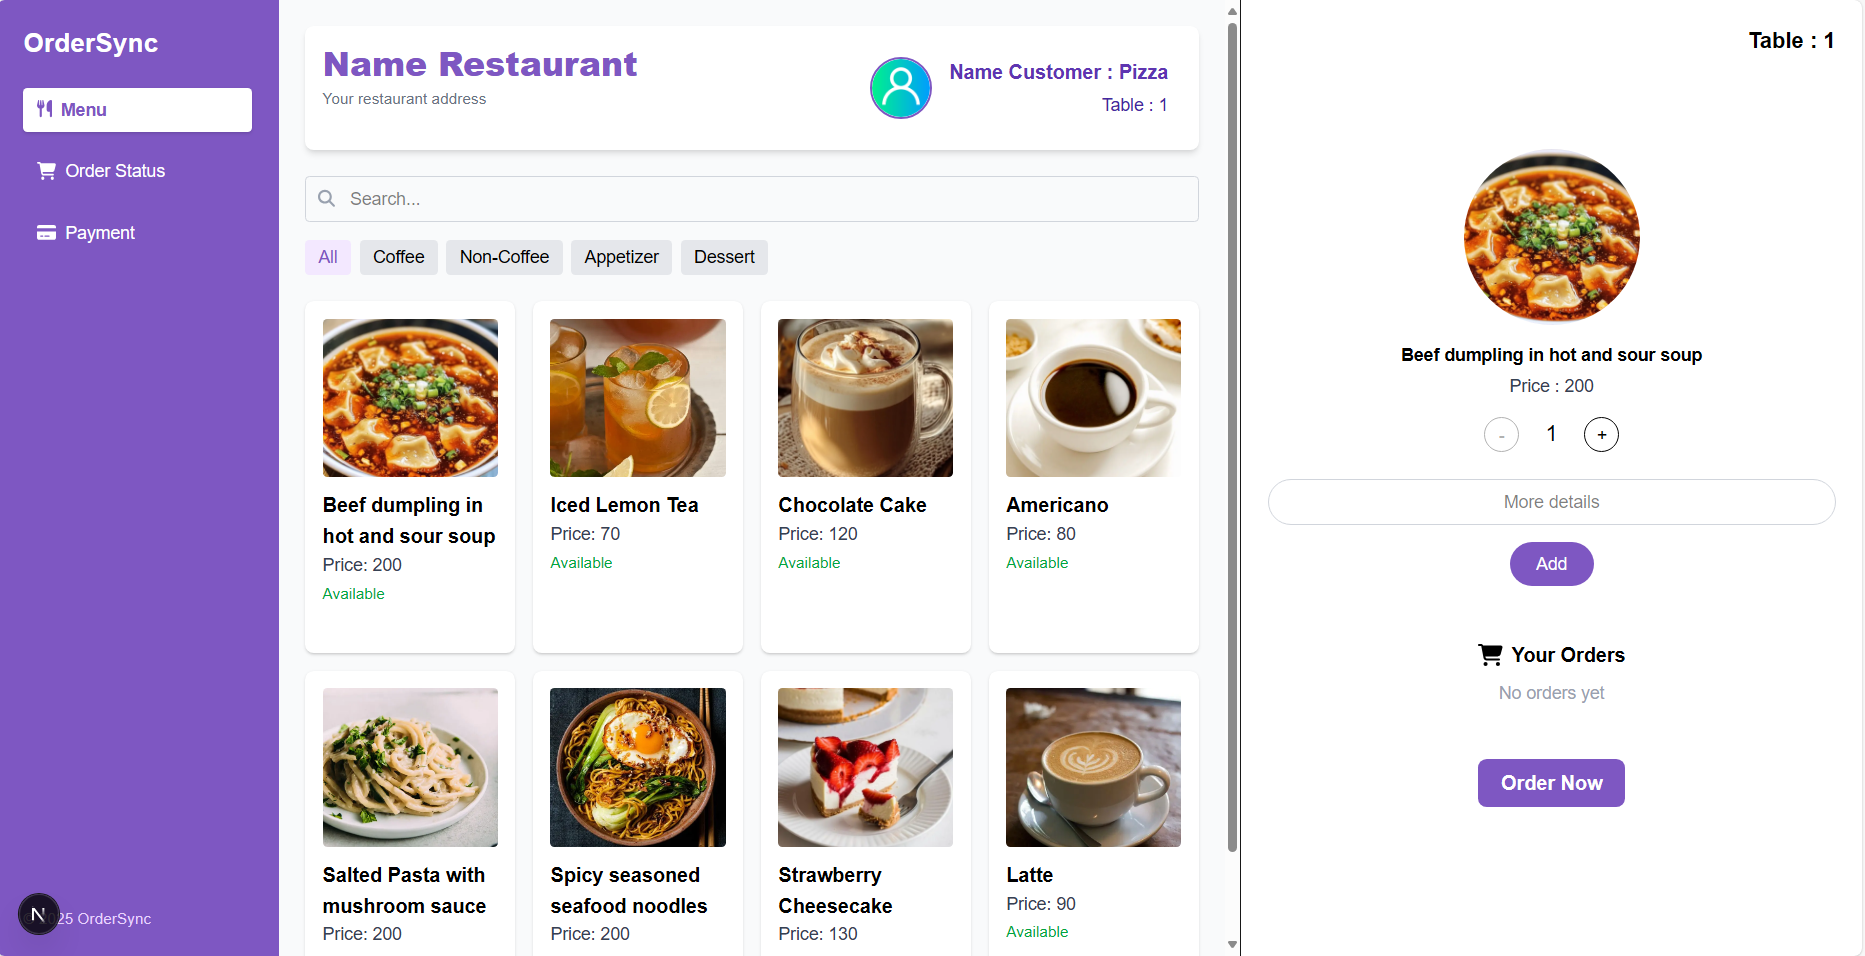 OrderSync
Menu
Order Status
Payment
N
25 OrderSync
Name Restaurant
Your restaurant address
Name Customer : Pizza
Table : 1
Search...
All
Coffee
Non-Coffee
Appetizer
Dessert
Beef dumpling in
hot and sour soup
Price: 200
Available
Iced Lemon Tea
Price: 70
Available
Chocolate Cake
Price: 120
Available
Americano
Price: 80
Available
Salted Pasta with
mushroom sauce
Price: 200
Spicy seasoned
seafood noodles
Price: 200
Strawberry
Cheesecake
Price: 130
Latte
Price: 90
Available
Table : 1
Beef dumpling in hot and sour soup
Price : 200
-
1
+
More details
Add
Your Orders
No orders yet
Order Now